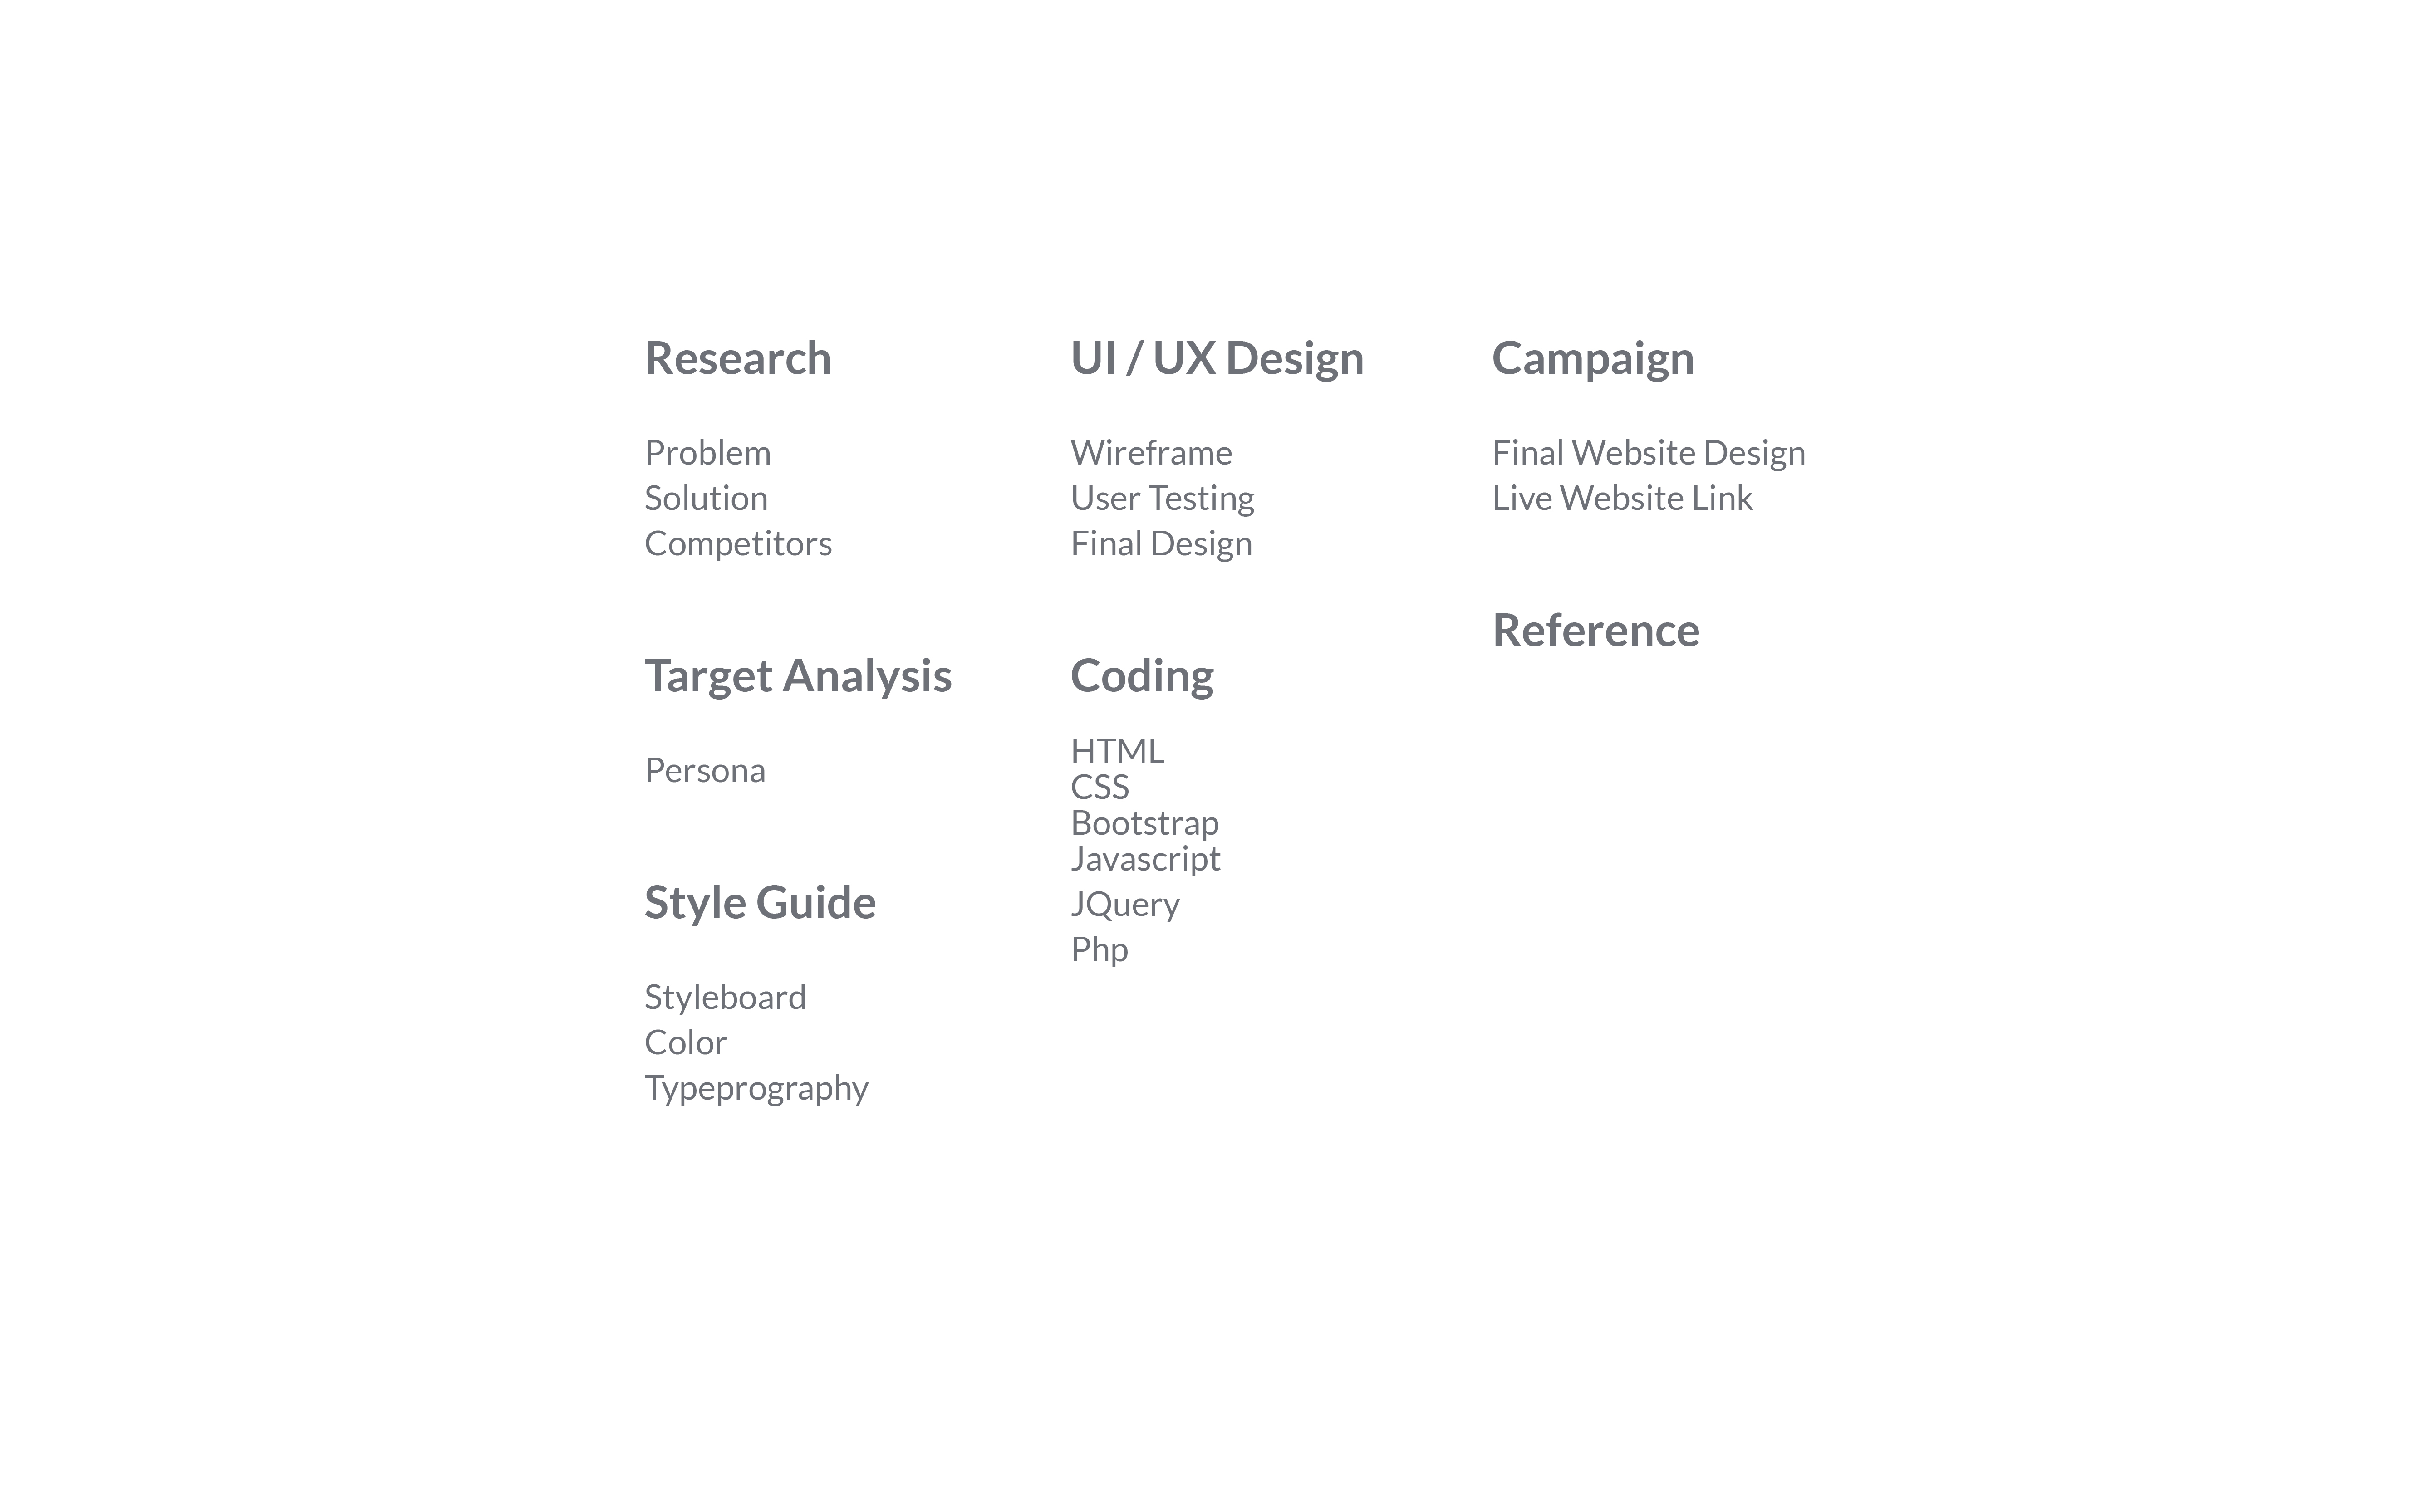 Research
Problem
Solution
Competitors
Target Analysis
Persona
Style Guide
Styleboard
Color
Typeprography
UI / UX Design
Wireframe
User Testing
Final Design
Coding
HTML
CSS
Bootstrap
Javascript
JQuery
Php
Campaign
Final Website Design
Live Website Link
Reference